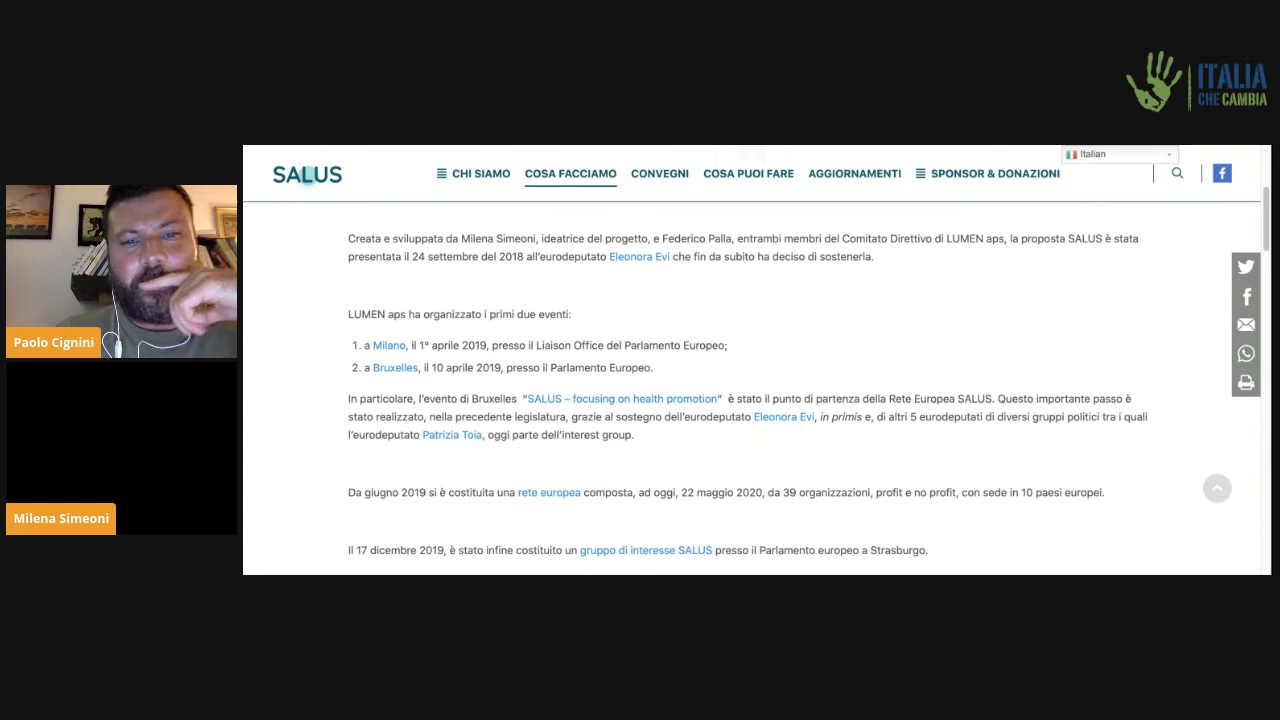 ITALIA
CHE CAMBIA
Italian
SALUS
CHI SIAMO COSA FACCIAMO CONVEGNI COSA PUOI FARE AGGIORNAMENTI SPONSOR & DONAZIONI
Creata e sviluppata da Milena Simeoni, ideatrice del progetto, e Federico Palla, entrambi membri del Comitato Direttivo di LUMEN aps, la proposta SALUS è stata
presentata il 24 settembre del 2018 all'eurodeputato Eleonora Evi che fin da subito ha deciso di sostenerla.
LUMEN aps ha organizzato i primi due eventi:
1. a Milano, il 1° aprile 2019, presso il Liaison Office del Parlamento Europeo;
2. a Bruxelles, il 10 aprile 2019, presso il Parlamento Europeo.
In particolare, l'evento di Bruxelles “SALUS – focusing on health promotion” è stato il punto di partenza della Rete Europea SALUS. Questo importante passo è
stato realizzato, nella precedente legislatura, grazie al sostegno dell'eurodeputato Eleonora Evi, in primis e, di altri 5 eurodeputati di diversi gruppi politici tra i quali
l'eurodeputato Patrizia Toia, oggi parte dell'interest group.
Da giugno 2019 si è costituita una rete europea composta, ad oggi, 22 maggio 2020, da 39 organizzazioni, profit e no profit, con sede in 10 paesi europei.
Il 17 dicembre 2019, è stato infine costituito un gruppo di interesse SALUS presso il Parlamento europeo a Strasburgo.
Paolo Cignini
Milena Simeoni